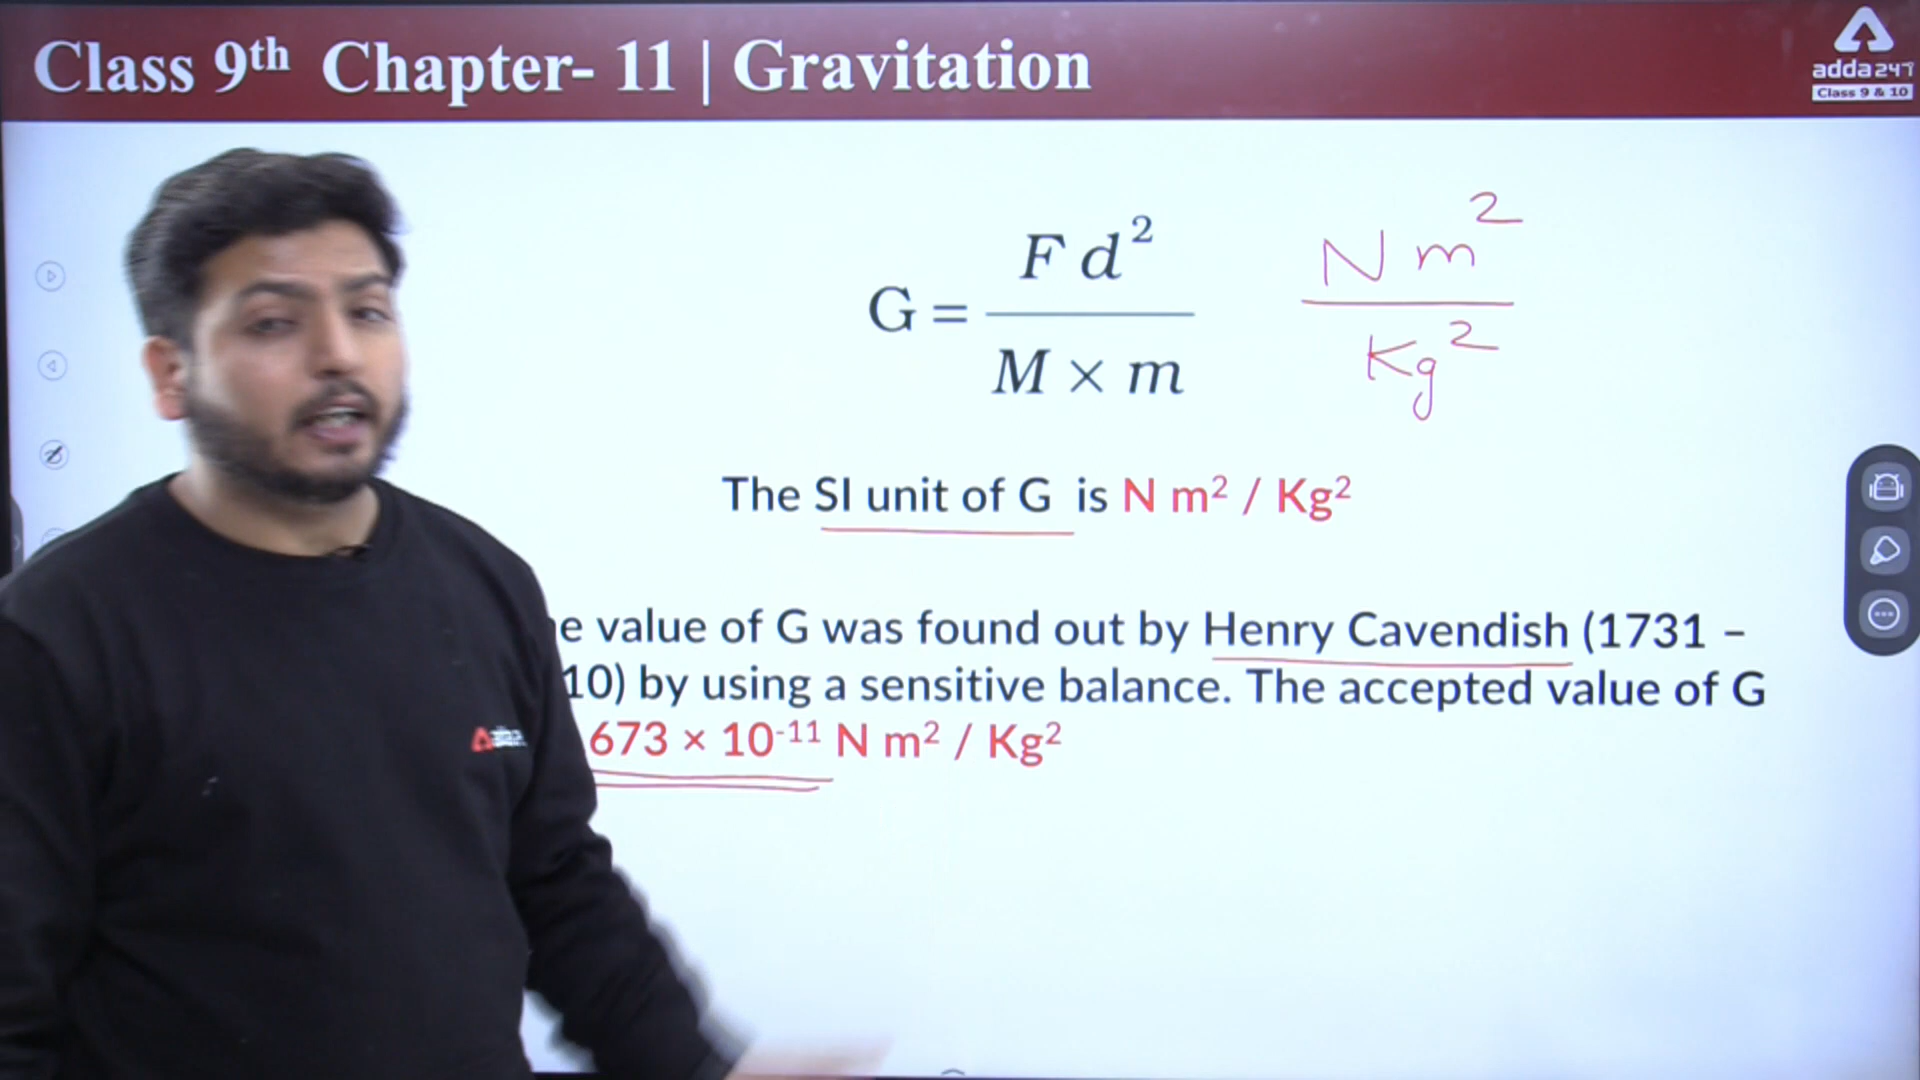 Class 9th Chapter- 11 | Gravitation
adda247
Class 9 & 10
G = F d² / M × m
N m² / Kg²
The SI unit of G is N m² / Kg²
e value of G was found out by Henry Cavendish (1731 –
10) by using a sensitive balance. The accepted value of G
673 × 10⁻¹¹ N m² / Kg²